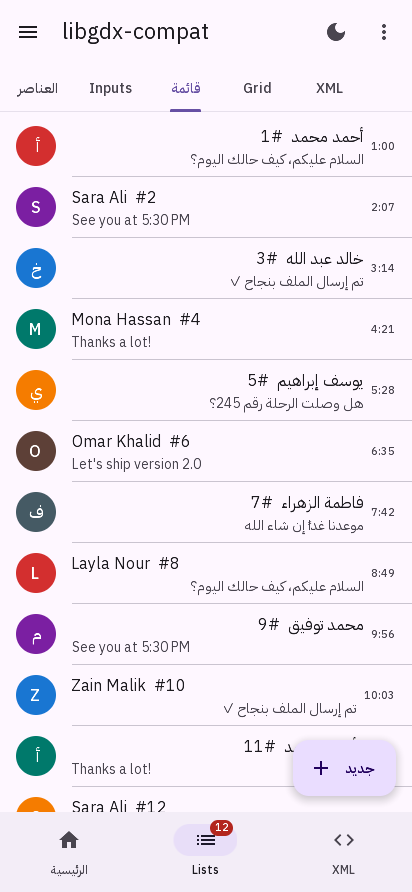 libgdx-compat
العناصر Inputs قائمة Grid XML
أ
أحمد محمد #1
1:00
السلام عليكم، كيف حالك اليوم؟
S
Sara Ali #2
2:07
See you at 5:30 PM
خ
خالد عبد الله #3
3:14
تم إرسال الملف بنجاح ✓
M
Mona Hassan #4
4:21
Thanks a lot!
ي
يوسف إبراهيم #5
5:28
هل وصلت الرحلة رقم 245؟
O
Omar Khalid #6
6:35
Let's ship version 2.0
ف
فاطمة الزهراء #7
7:42
موعدنا غدًا إن شاء الله
L
Layla Nour #8
8:49
السلام عليكم، كيف حالك اليوم؟
م
محمد توفيق #9
9:56
See you at 5:30 PM
Z
Zain Malik #10
10:03
تم إرسال الملف بنجاح ✓
أ
#11
Thanks a lot!
جديد
Sara Ali #12
12
الرئيسية Lists XML